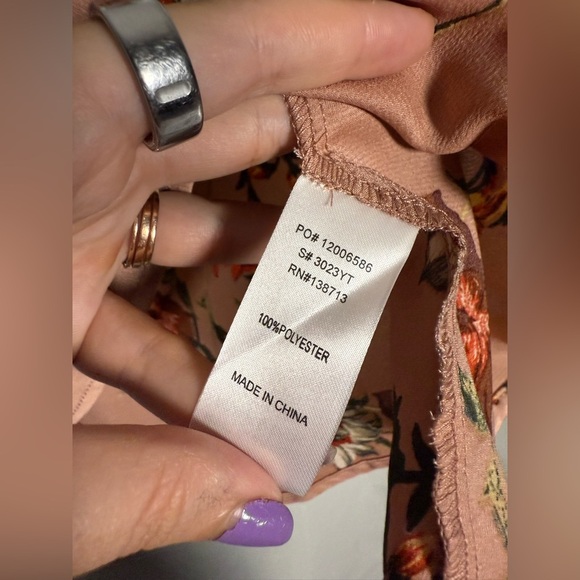 PO# 12006586
S# 3023YT
RN#138713
100%POLYESTER
MADE IN CHINA